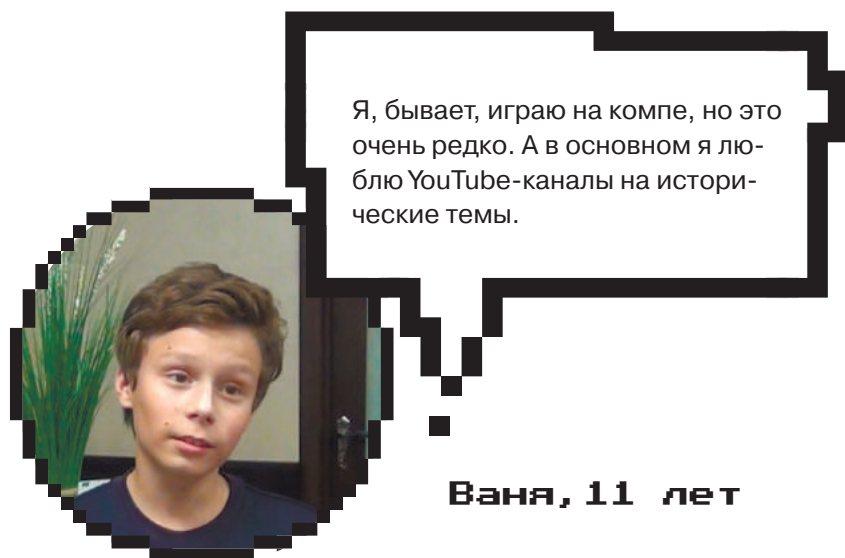 Я, бывает, играю на компе, но это
очень редко. А в основном я лю-
блю YouTube-каналы на истори-
ческие темы.
Ваня, 11 лет